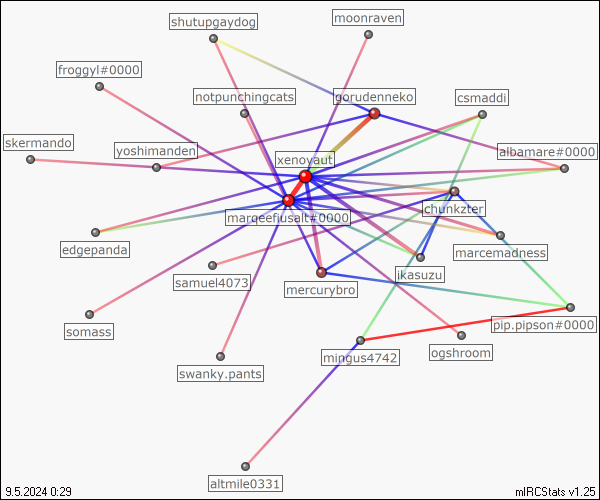 moonraven
shutupgaydog
froggyl#0000
notpunchingcats
gorudenneko
csmaddi
skermando
yoshimanden
xenoyaut
albamare#0000
marqeefusalt#0000
chunkzter
edgepanda
marcemadness
samuel4073
mercurybro
ikasuzu
somass
mingus4742
ogshroom
pip.pipson#0000
swanky.pants
altmile0331
9.5.2024 0:29
mIRCStats v1.25